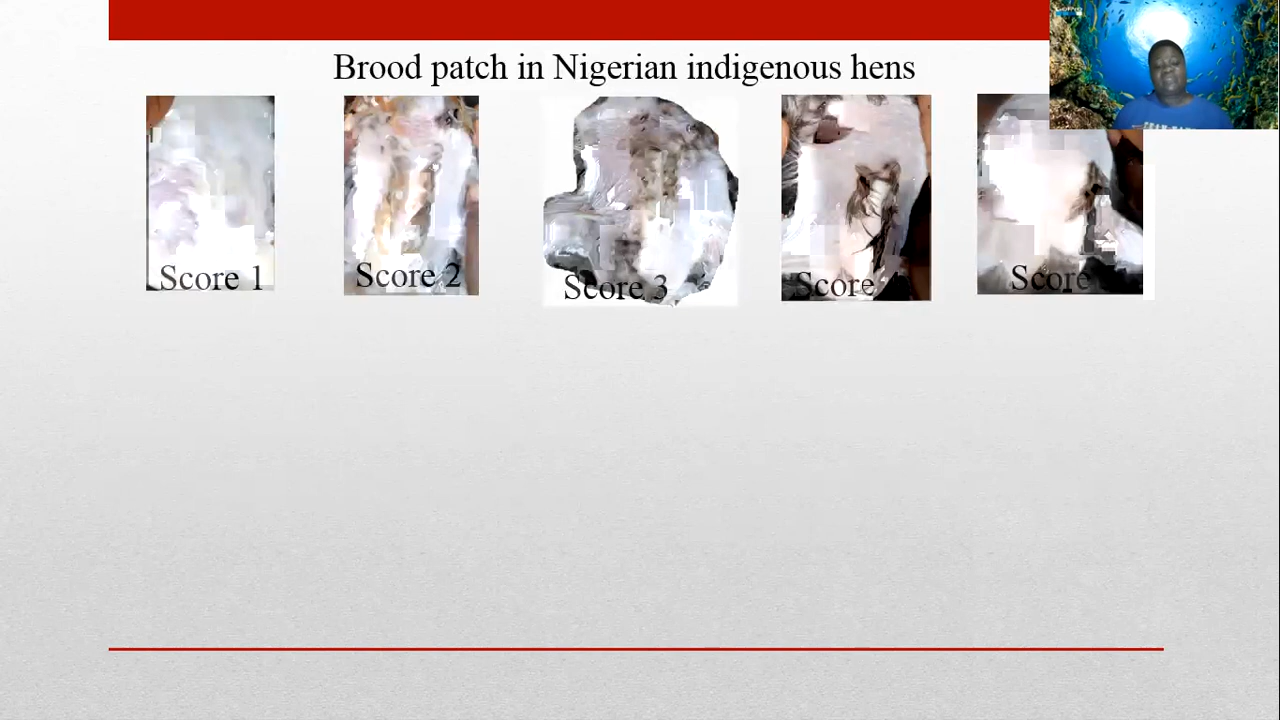 Brood patch in Nigerian indigenous hens
Score 1
Score 2
Score 3
Score
Score